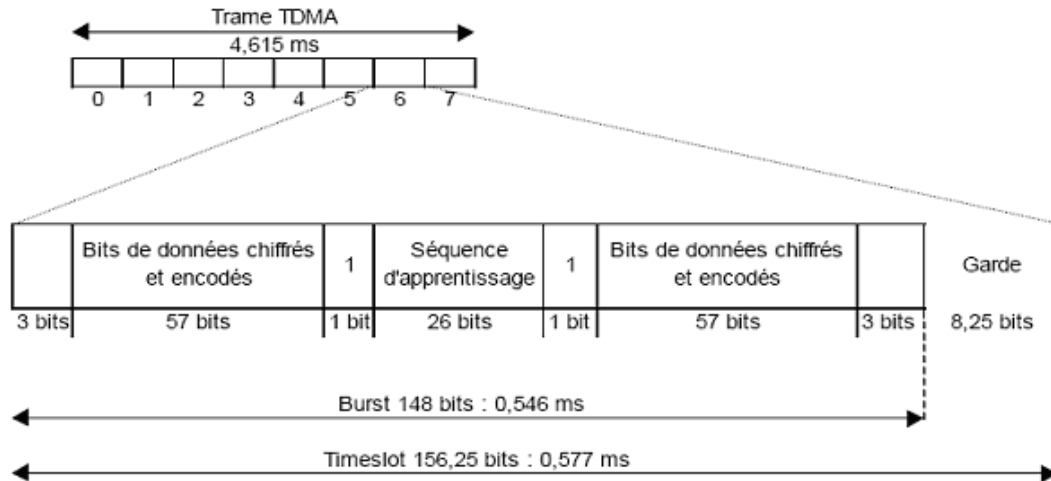 Trame TDMA
4,615 ms
0 1 2 3 4 5 6 7
Bits de données chiffrés
et encodés
1
Séquence
d'apprentissage
1
Bits de données chiffrés
et encodés
Garde
3 bits 57 bits 1 bit 26 bits 1 bit 57 bits 3 bits 8,25 bits
Burst 148 bits : 0,546 ms
Timeslot 156,25 bits : 0,577 ms